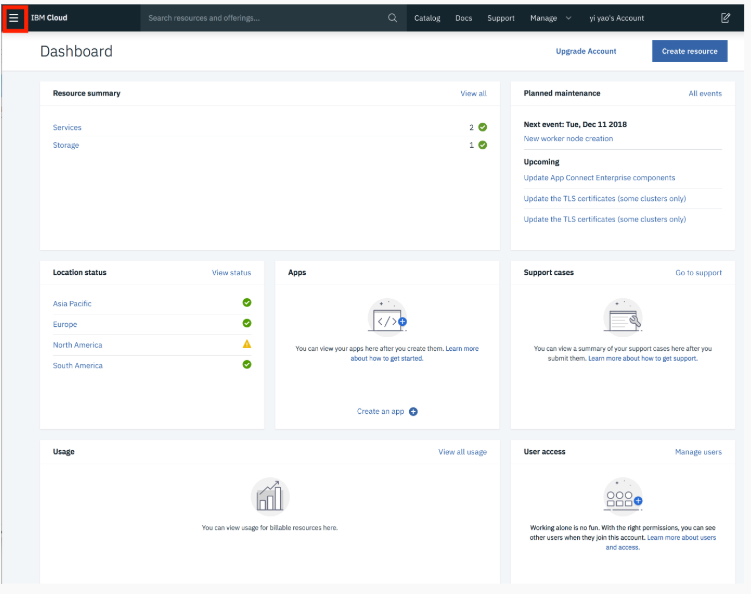 IBM Cloud
Search resources and offerings...
Catalog
Docs
Support
Manage
yi yao's Account
Dashboard
Upgrade Account
Create resource
Resource summary
View all
Services
2
Storage
1
Planned maintenance
All events
Next event: Tue, Dec 11 2018
New worker node creation
Upcoming
Update App Connect Enterprise components
Update the TLS certificates (some clusters only)
Update the TLS certificates (some clusters only)
Location status
View status
Asia Pacific
Europe
North America
South America
Apps
You can view your apps here after you create them. Learn more
about how to get started.
Create an app
Support cases
Go to support
You can view a summary of your support cases here after you
submit them. Learn more about how to get support.
Usage
View all usage
You can view usage for billable resources here.
User access
Manage users
Working alone is no fun. With the right permissions, you can see
other users when they join this account. Learn more about users
and access.